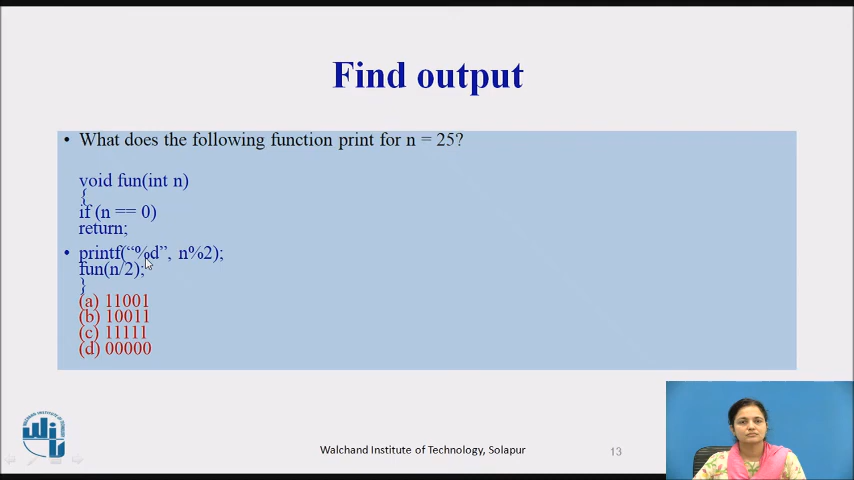 Find output
• What does the following function print for n = 25?
void fun(int n)
{
if (n == 0)
return;
• printf(“%d”, n%2);
fun(n/2);
}
(a) 11001
(b) 10011
(c) 11111
(d) 00000
Walchand Institute of Technology, Solapur
13